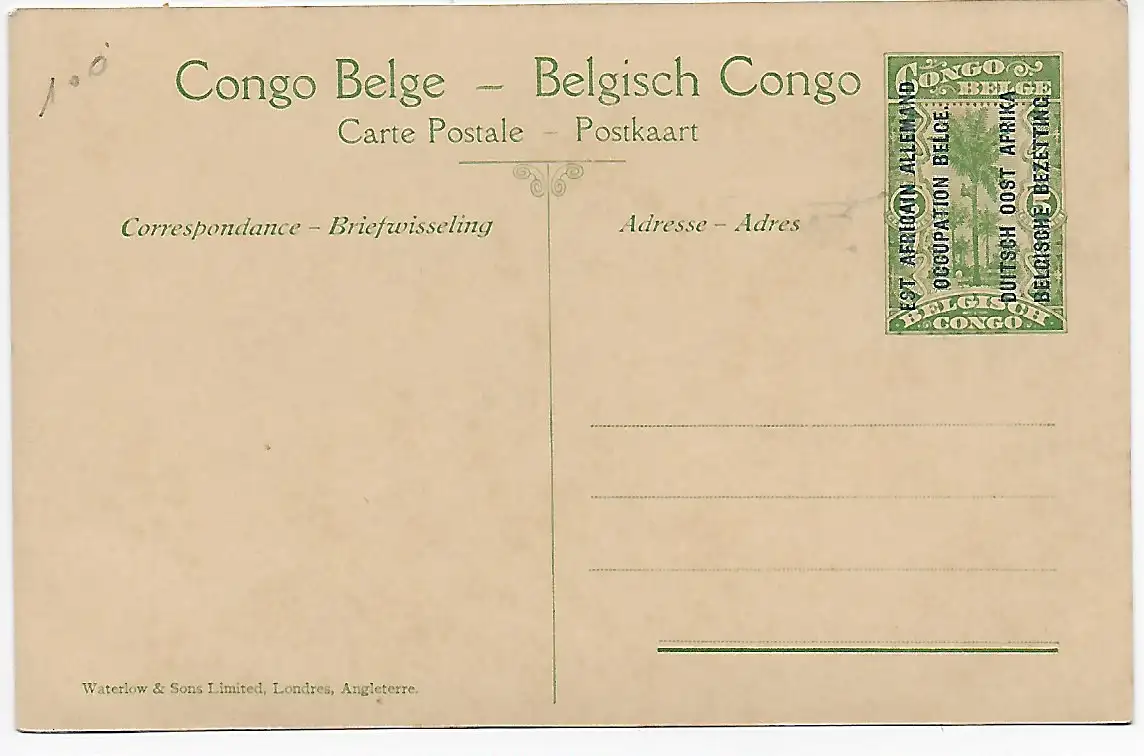 1.0
Congo Belge – Belgisch Congo
Carte Postale – Postkaart
Correspondance – Briefwisseling
Adresse – Adres
CONGO
BELGE
EST AFRICAIN ALLEMAND
OCCUPATION BELGE.
DUITSCH OOST AFRIKA
BELGISCHE BEZETTING
BELGISCH
CONGO
Waterlow & Sons Limited, Londres, Angleterre.